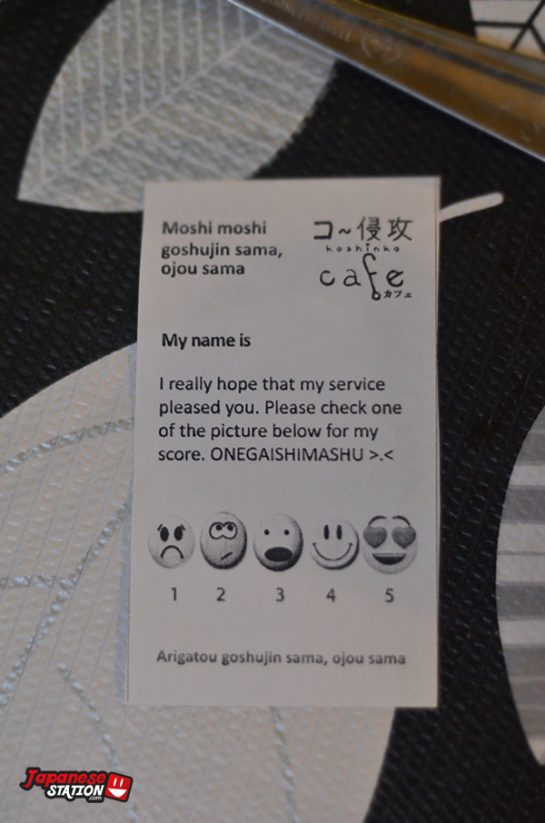 Moshi moshi
goshujin sama,
ojou sama
コ～侵攻
koshinko
cafe
カフェ
My name is
I really hope that my service
pleased you. Please check one
of the picture below for my
score. ONEGAISHIMASHU >.<
1 2 3 4 5
Arigatou goshujin sama, ojou sama
Japanese
STATION.com